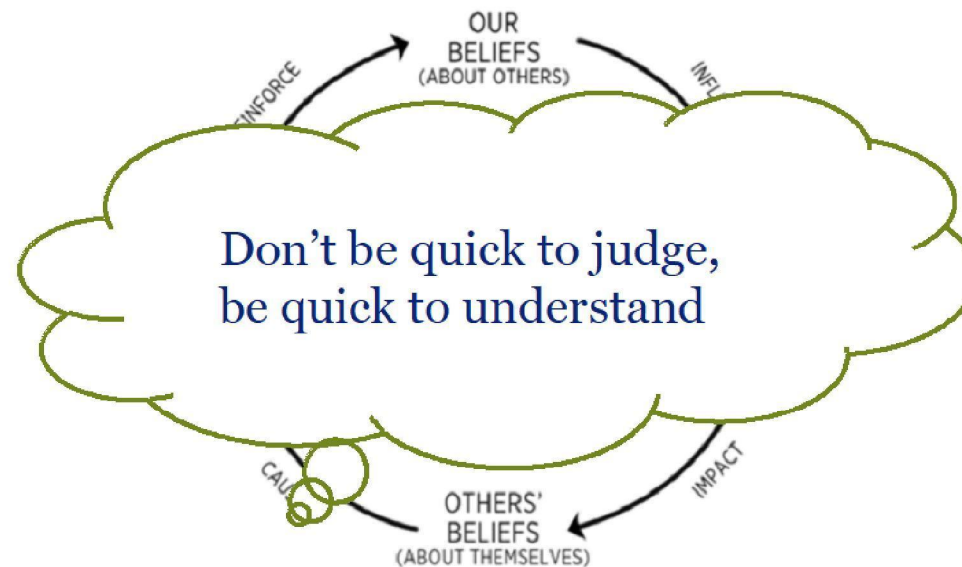 OUR
BELIEFS
(ABOUT OTHERS)
Don’t be quick to judge,
be quick to understand
IMPACT
OTHERS’
BELIEFS
(ABOUT THEMSELVES)